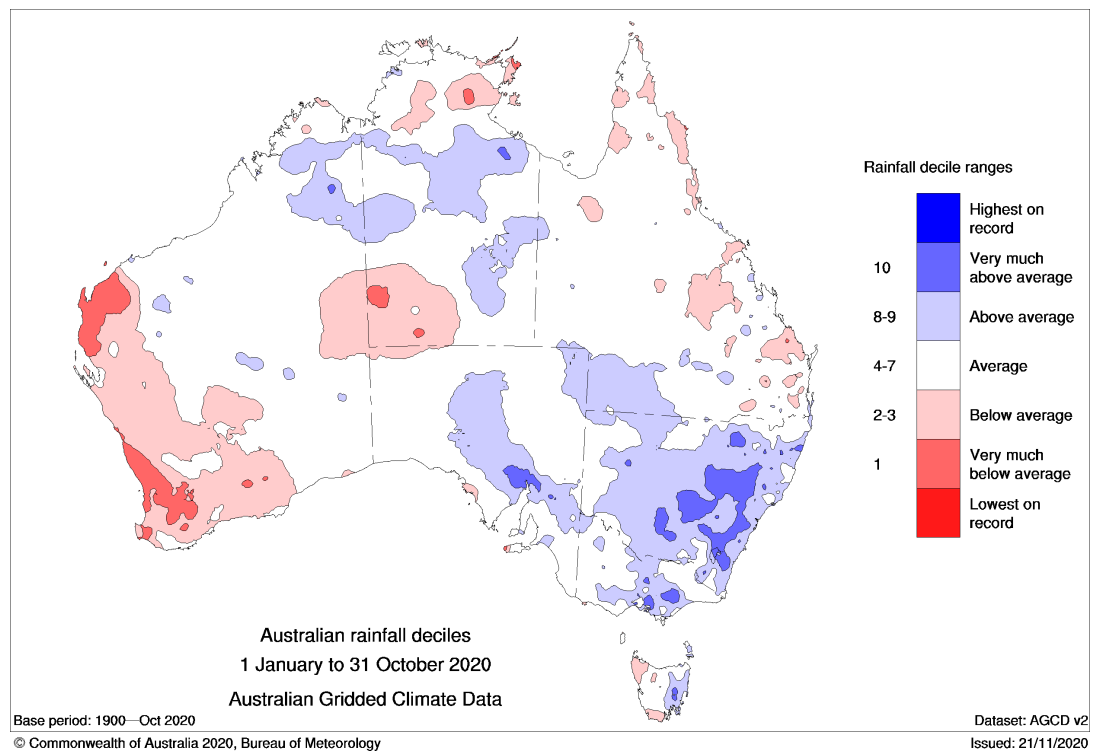 Rainfall decile ranges
Highest on
record
10
Very much
above average
8-9
Above average
4-7
Average
2-3
Below average
1
Very much
below average
Lowest on
record
Australian rainfall deciles
1 January to 31 October 2020
Australian Gridded Climate Data
Base period: 1900—Oct 2020
Dataset: AGCD v2
© Commonwealth of Australia 2020, Bureau of Meteorology
Issued: 21/11/2020